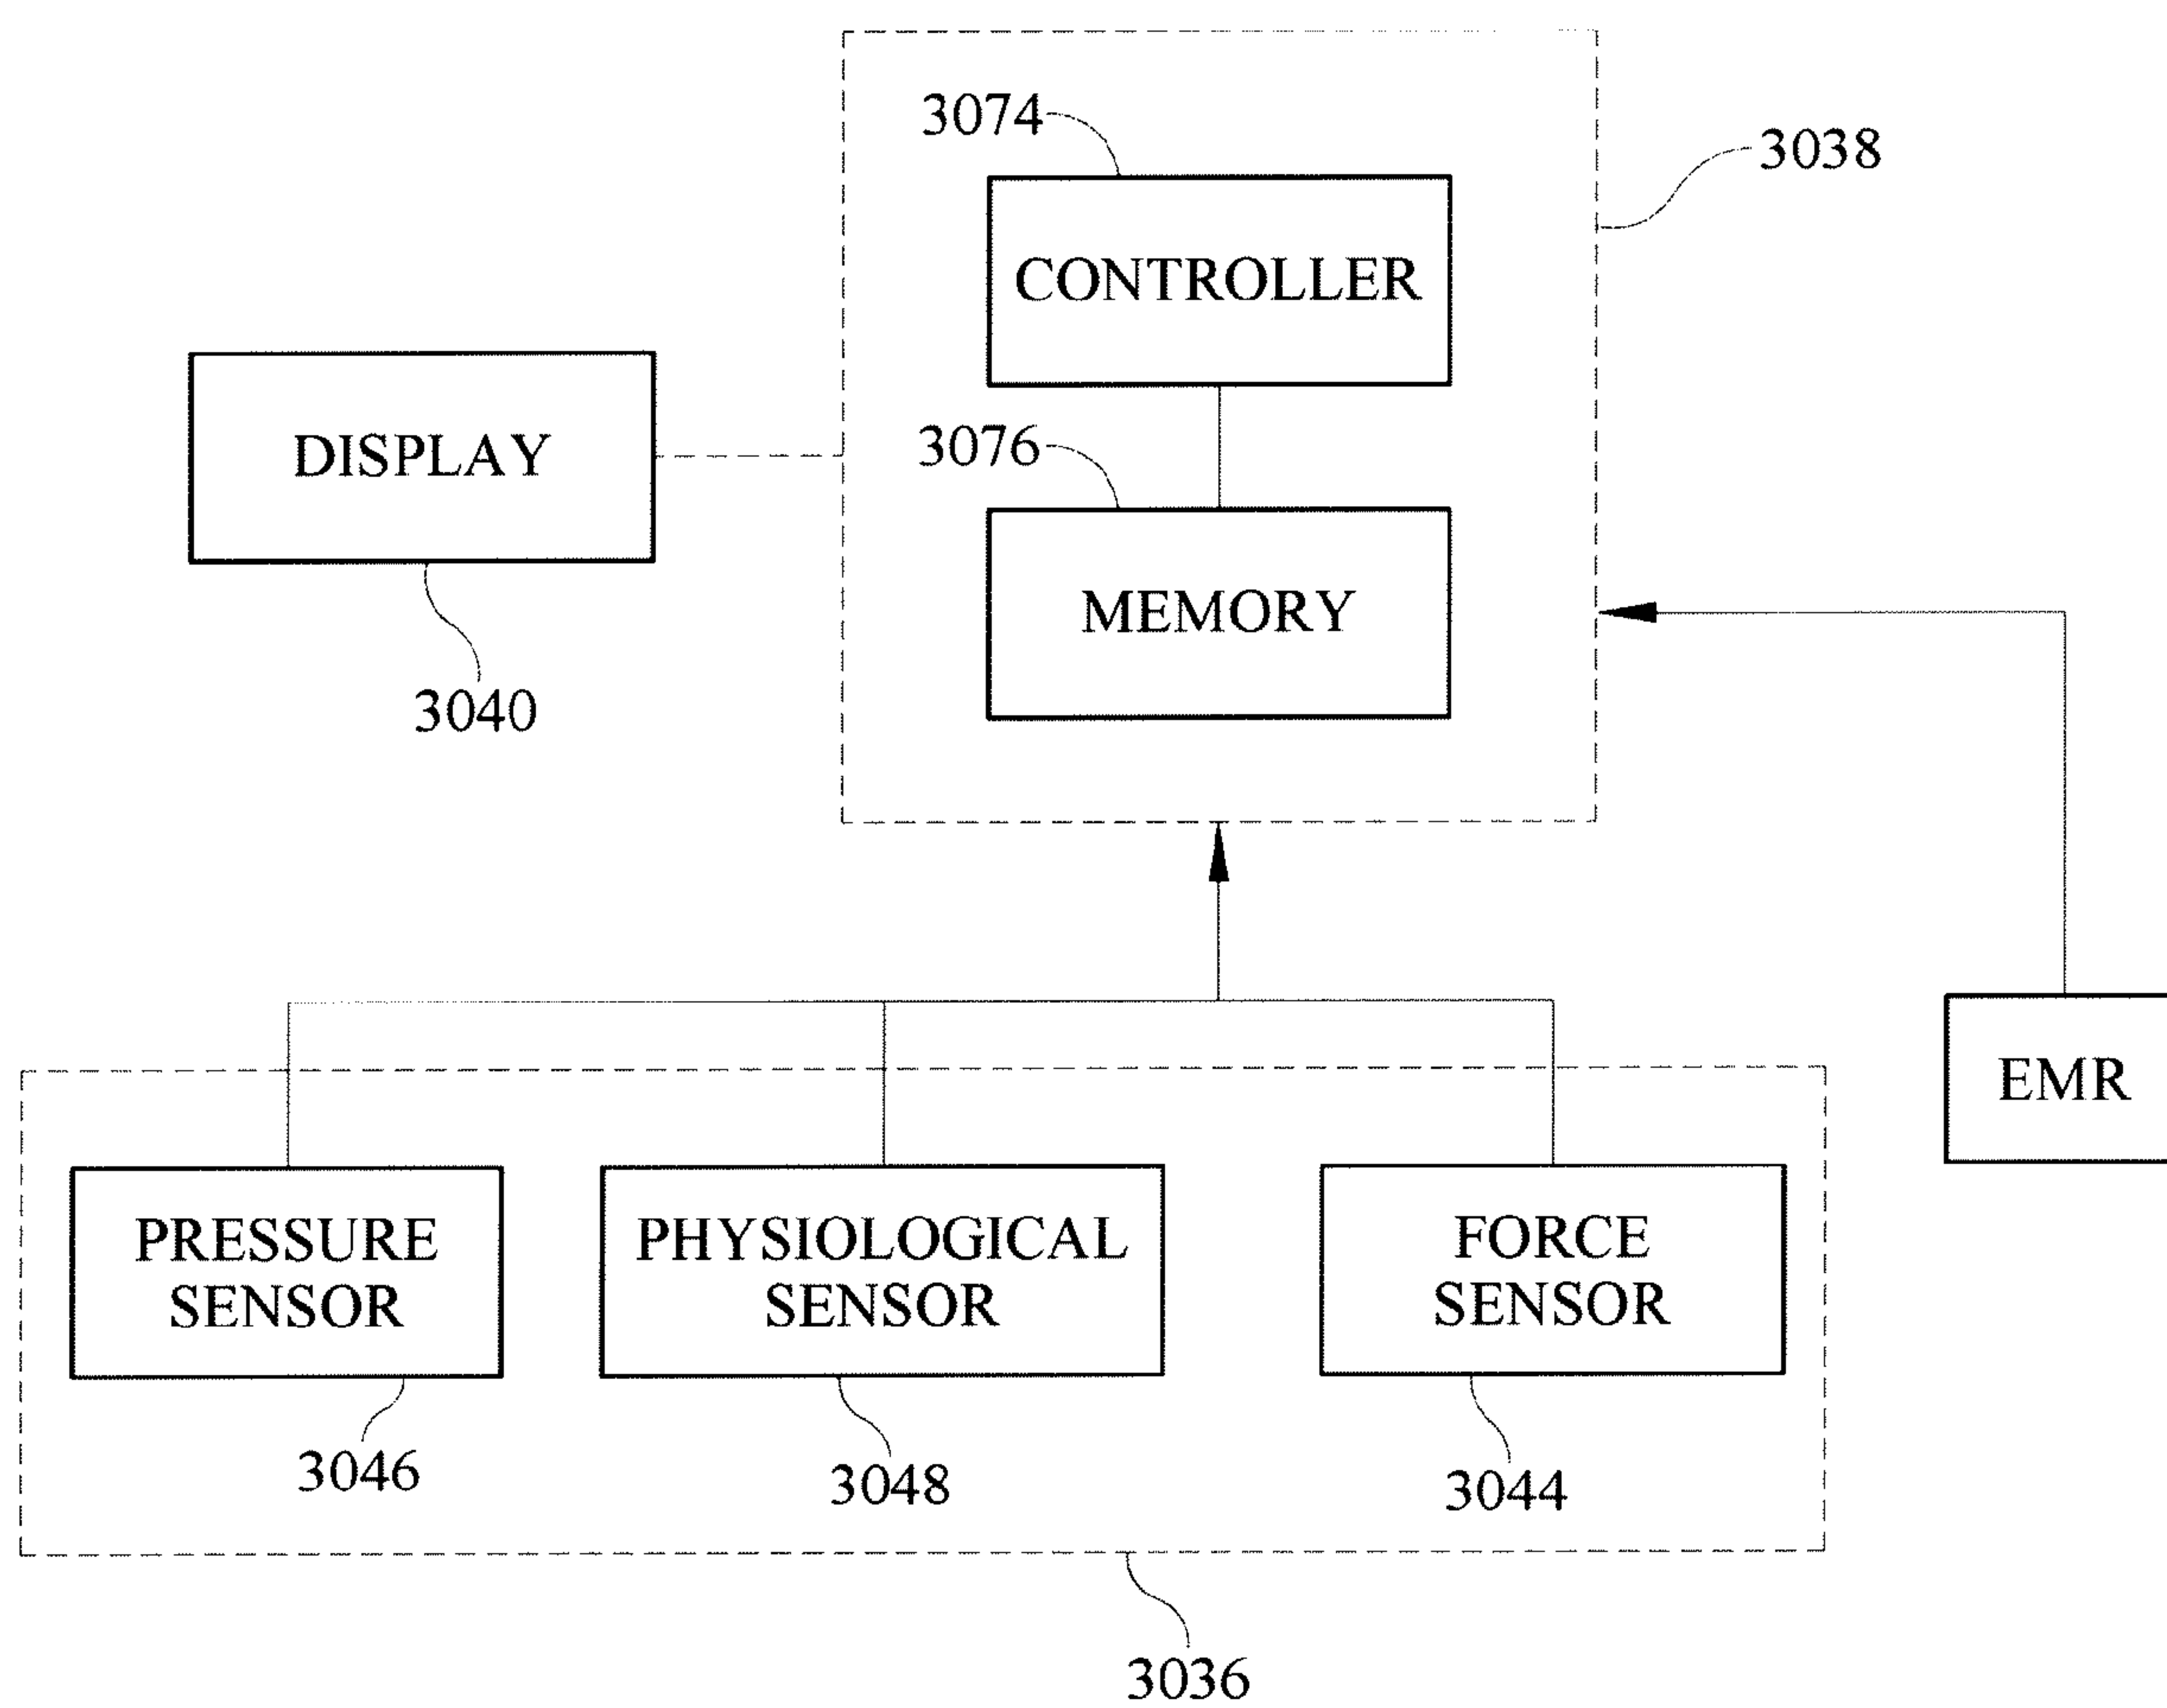 3074
3038
CONTROLLER
DISPLAY
3076
MEMORY
3040
EMR
PRESSURE
SENSOR
PHYSIOLOGICAL
SENSOR
FORCE
SENSOR
3046
3048
3044
3036